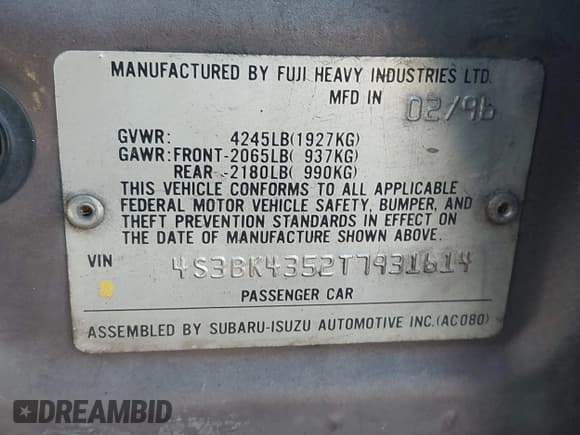 MANUFACTURED BY FUJI HEAVY INDUSTRIES LTD.
MFD IN 02/96
GVWR: 4245LB(1927KG)
GAWR:FRONT-2065LB( 937KG)
REAR -2180LB( 990KG)
THIS VEHICLE CONFORMS TO ALL APPLICABLE
FEDERAL MOTOR VEHICLE SAFETY, BUMPER, AND
THEFT PREVENTION STANDARDS IN EFFECT ON
THE DATE OF MANUFACTURE SHOWN ABOVE.
VIN 4S3BK4352T7931614
PASSENGER CAR
ASSEMBLED BY SUBARU-ISUZU AUTOMOTIVE INC.(AC080)
DREAMBID